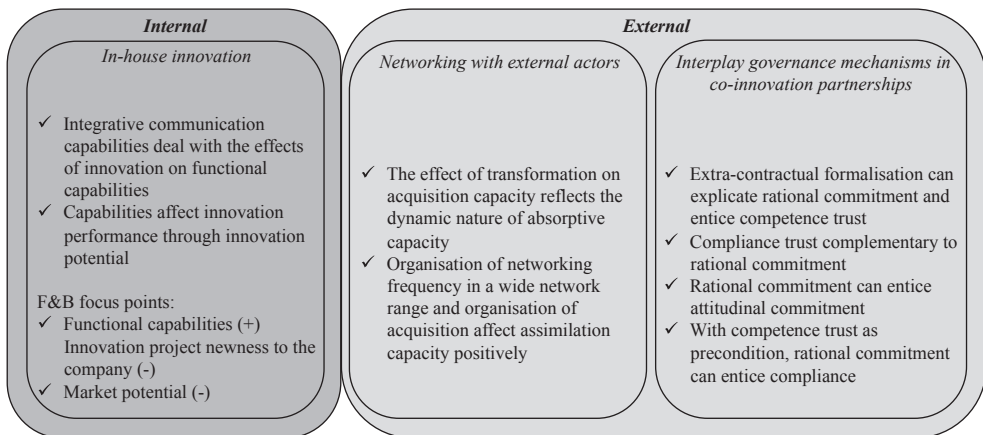 Internal
In-house innovation
✓ Integrative communication
capabilities deal with the effects
of innovation on functional
capabilities
✓ Capabilities affect innovation
performance through innovation
potential
F&B focus points:
✓ Functional capabilities (+)
Innovation project newness to the
company (-)
✓ Market potential (-)
External
Networking with external actors
✓ The effect of transformation on
acquisition capacity reflects the
dynamic nature of absorptive
capacity
✓ Organisation of networking
frequency in a wide network
range and organisation of
acquisition affect assimilation
capacity positively
Interplay governance mechanisms in
co-innovation partnerships
✓ Extra-contractual formalisation can
explicate rational commitment and
entice competence trust
✓ Compliance trust complementary to
rational commitment
✓ Rational commitment can entice
attitudinal commitment
✓ With competence trust as
precondition, rational commitment
can entice compliance